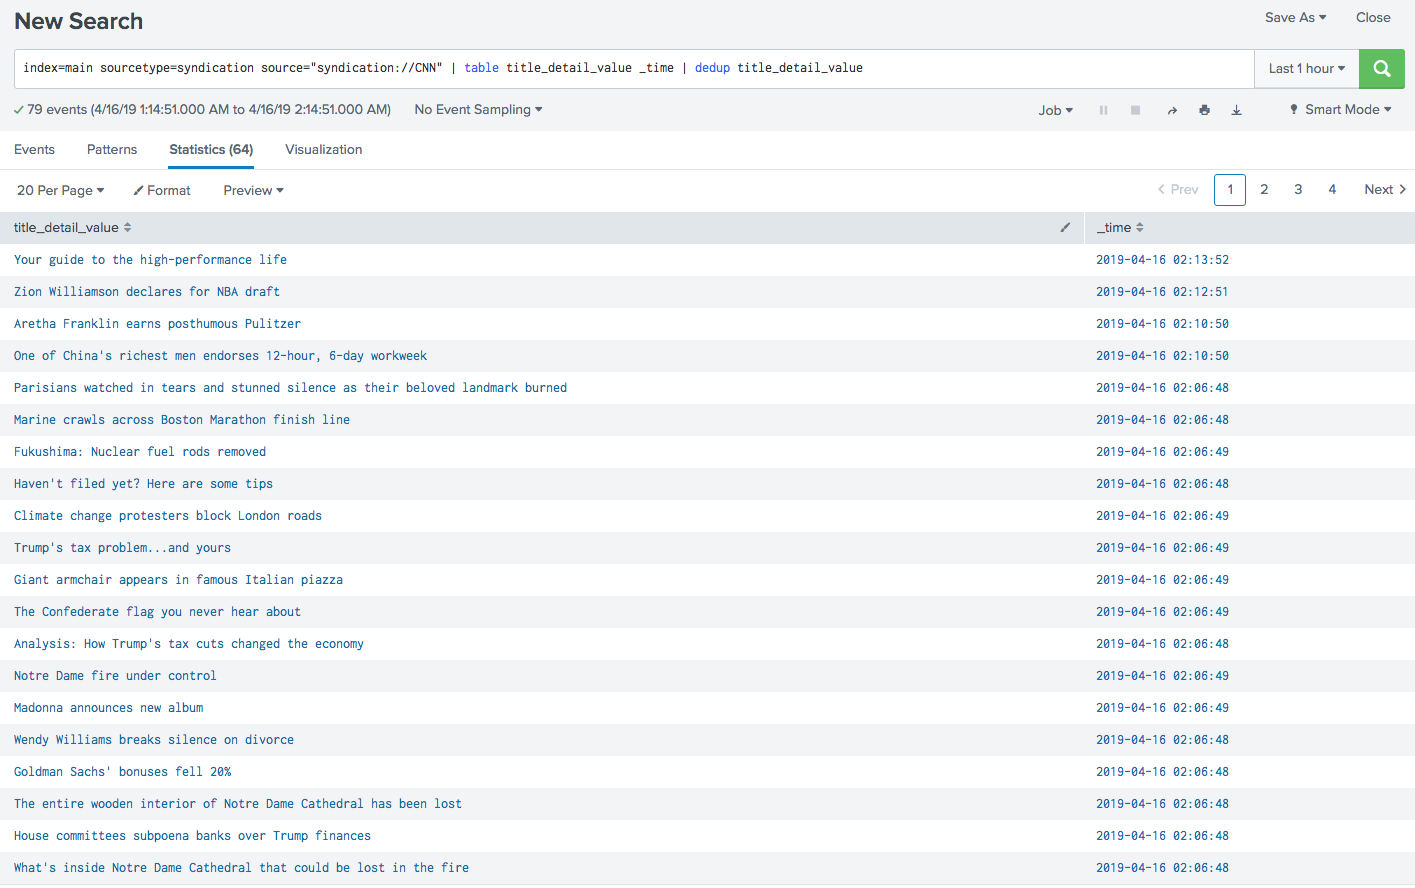 New Search
Save As
Close
index=main sourcetype=syndication source="syndication://CNN" | table title_detail_value _time | dedup title_detail_value
Last 1 hour
79 events (4/16/19 1:14:51.000 AM to 4/16/19 2:14:51.000 AM)
No Event Sampling
Job
Smart Mode
Events
Patterns
Statistics (64)
Visualization
20 Per Page
Format
Preview
Prev
1
2
3
4
Next
title_detail_value
_time
Your guide to the high-performance life 2019-04-16 02:13:52
Zion Williamson declares for NBA draft 2019-04-16 02:12:51
Aretha Franklin earns posthumous Pulitzer 2019-04-16 02:10:50
One of China's richest men endorses 12-hour, 6-day workweek 2019-04-16 02:10:50
Parisians watched in tears and stunned silence as their beloved landmark burned 2019-04-16 02:06:48
Marine crawls across Boston Marathon finish line 2019-04-16 02:06:48
Fukushima: Nuclear fuel rods removed 2019-04-16 02:06:49
Haven't filed yet? Here are some tips 2019-04-16 02:06:48
Climate change protesters block London roads 2019-04-16 02:06:49
Trump's tax problem...and yours 2019-04-16 02:06:49
Giant armchair appears in famous Italian piazza 2019-04-16 02:06:49
The Confederate flag you never hear about 2019-04-16 02:06:49
Analysis: How Trump's tax cuts changed the economy 2019-04-16 02:06:48
Notre Dame fire under control 2019-04-16 02:06:49
Madonna announces new album 2019-04-16 02:06:49
Wendy Williams breaks silence on divorce 2019-04-16 02:06:48
Goldman Sachs' bonuses fell 20% 2019-04-16 02:06:48
The entire wooden interior of Notre Dame Cathedral has been lost 2019-04-16 02:06:48
House committees subpoena banks over Trump finances 2019-04-16 02:06:48
What's inside Notre Dame Cathedral that could be lost in the fire 2019-04-16 02:06:48